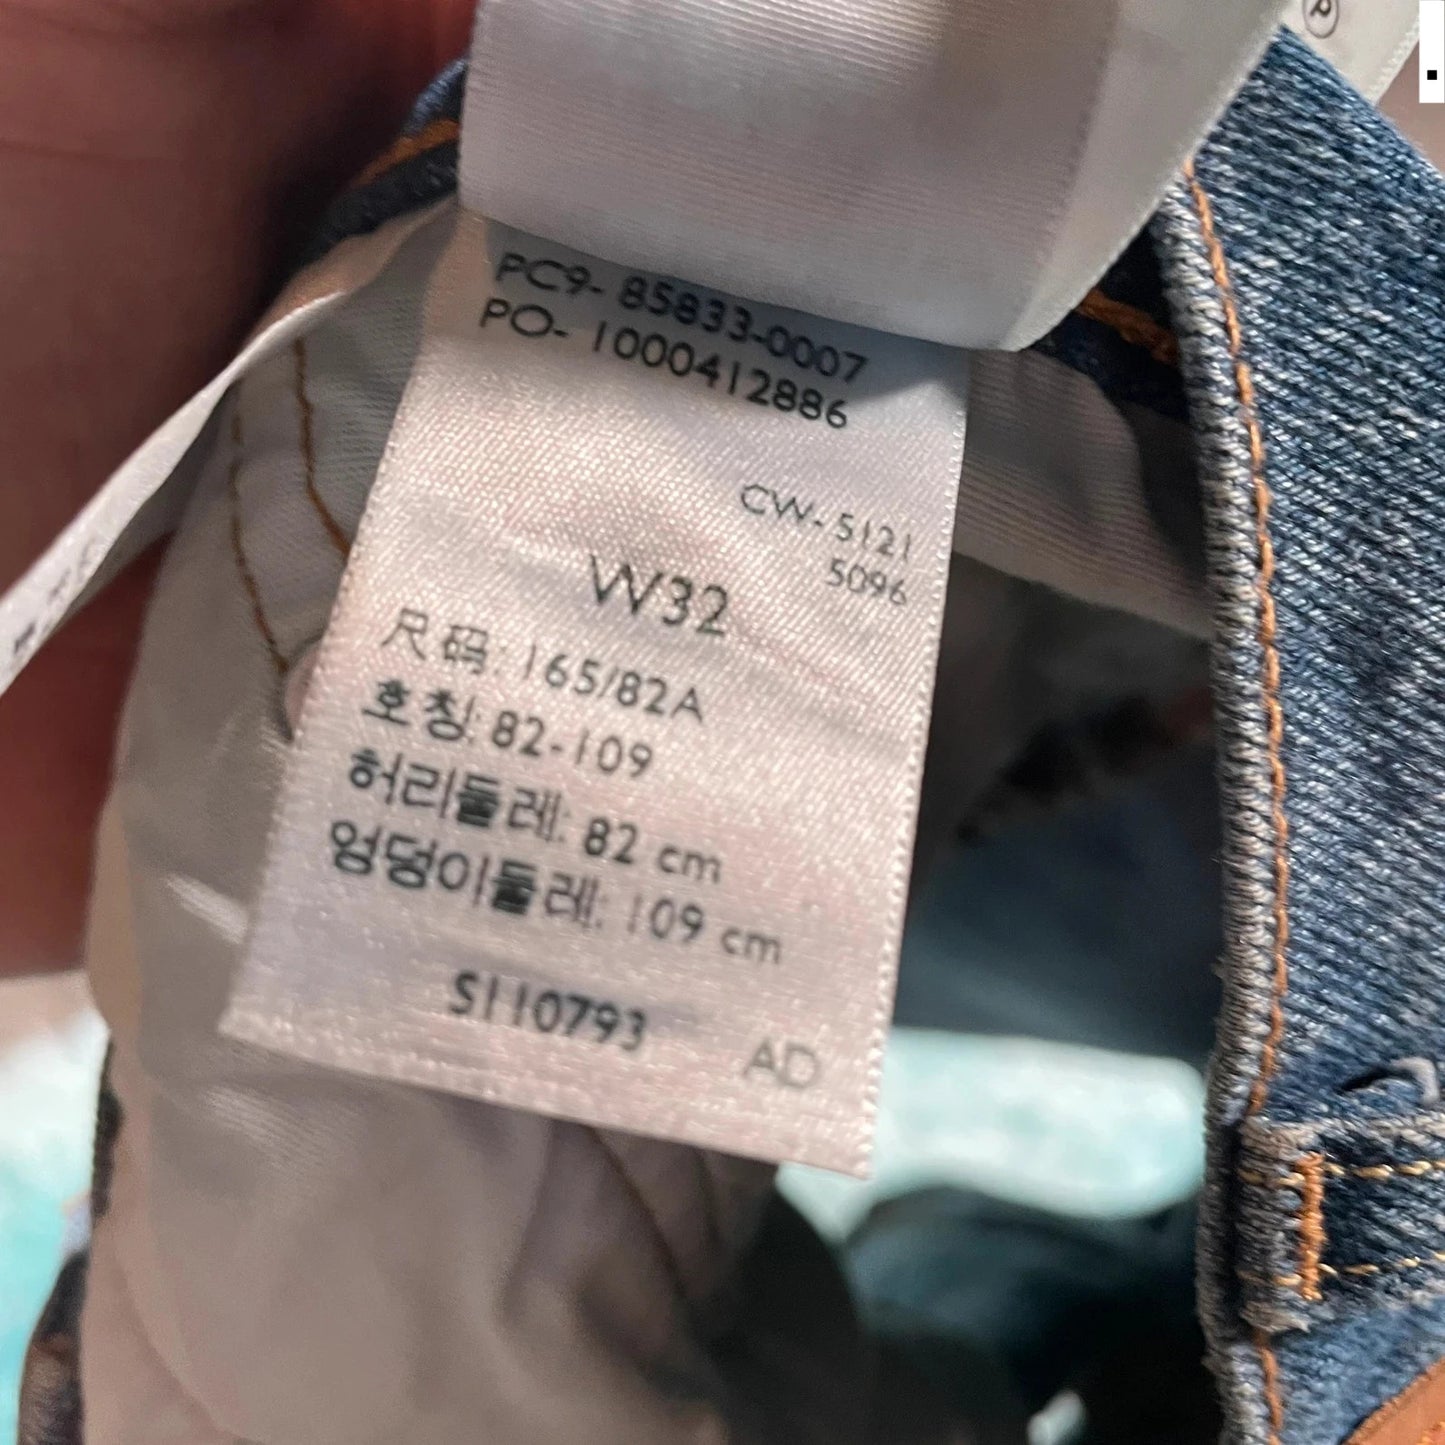 PC9- 85833-0007
PO- 1000412886
CW- 5121
5096
W32
尺码: 165/82A
호칭: 82-109
허리둘레: 82 cm
엉덩이둘레: 109 cm
S110793
AD